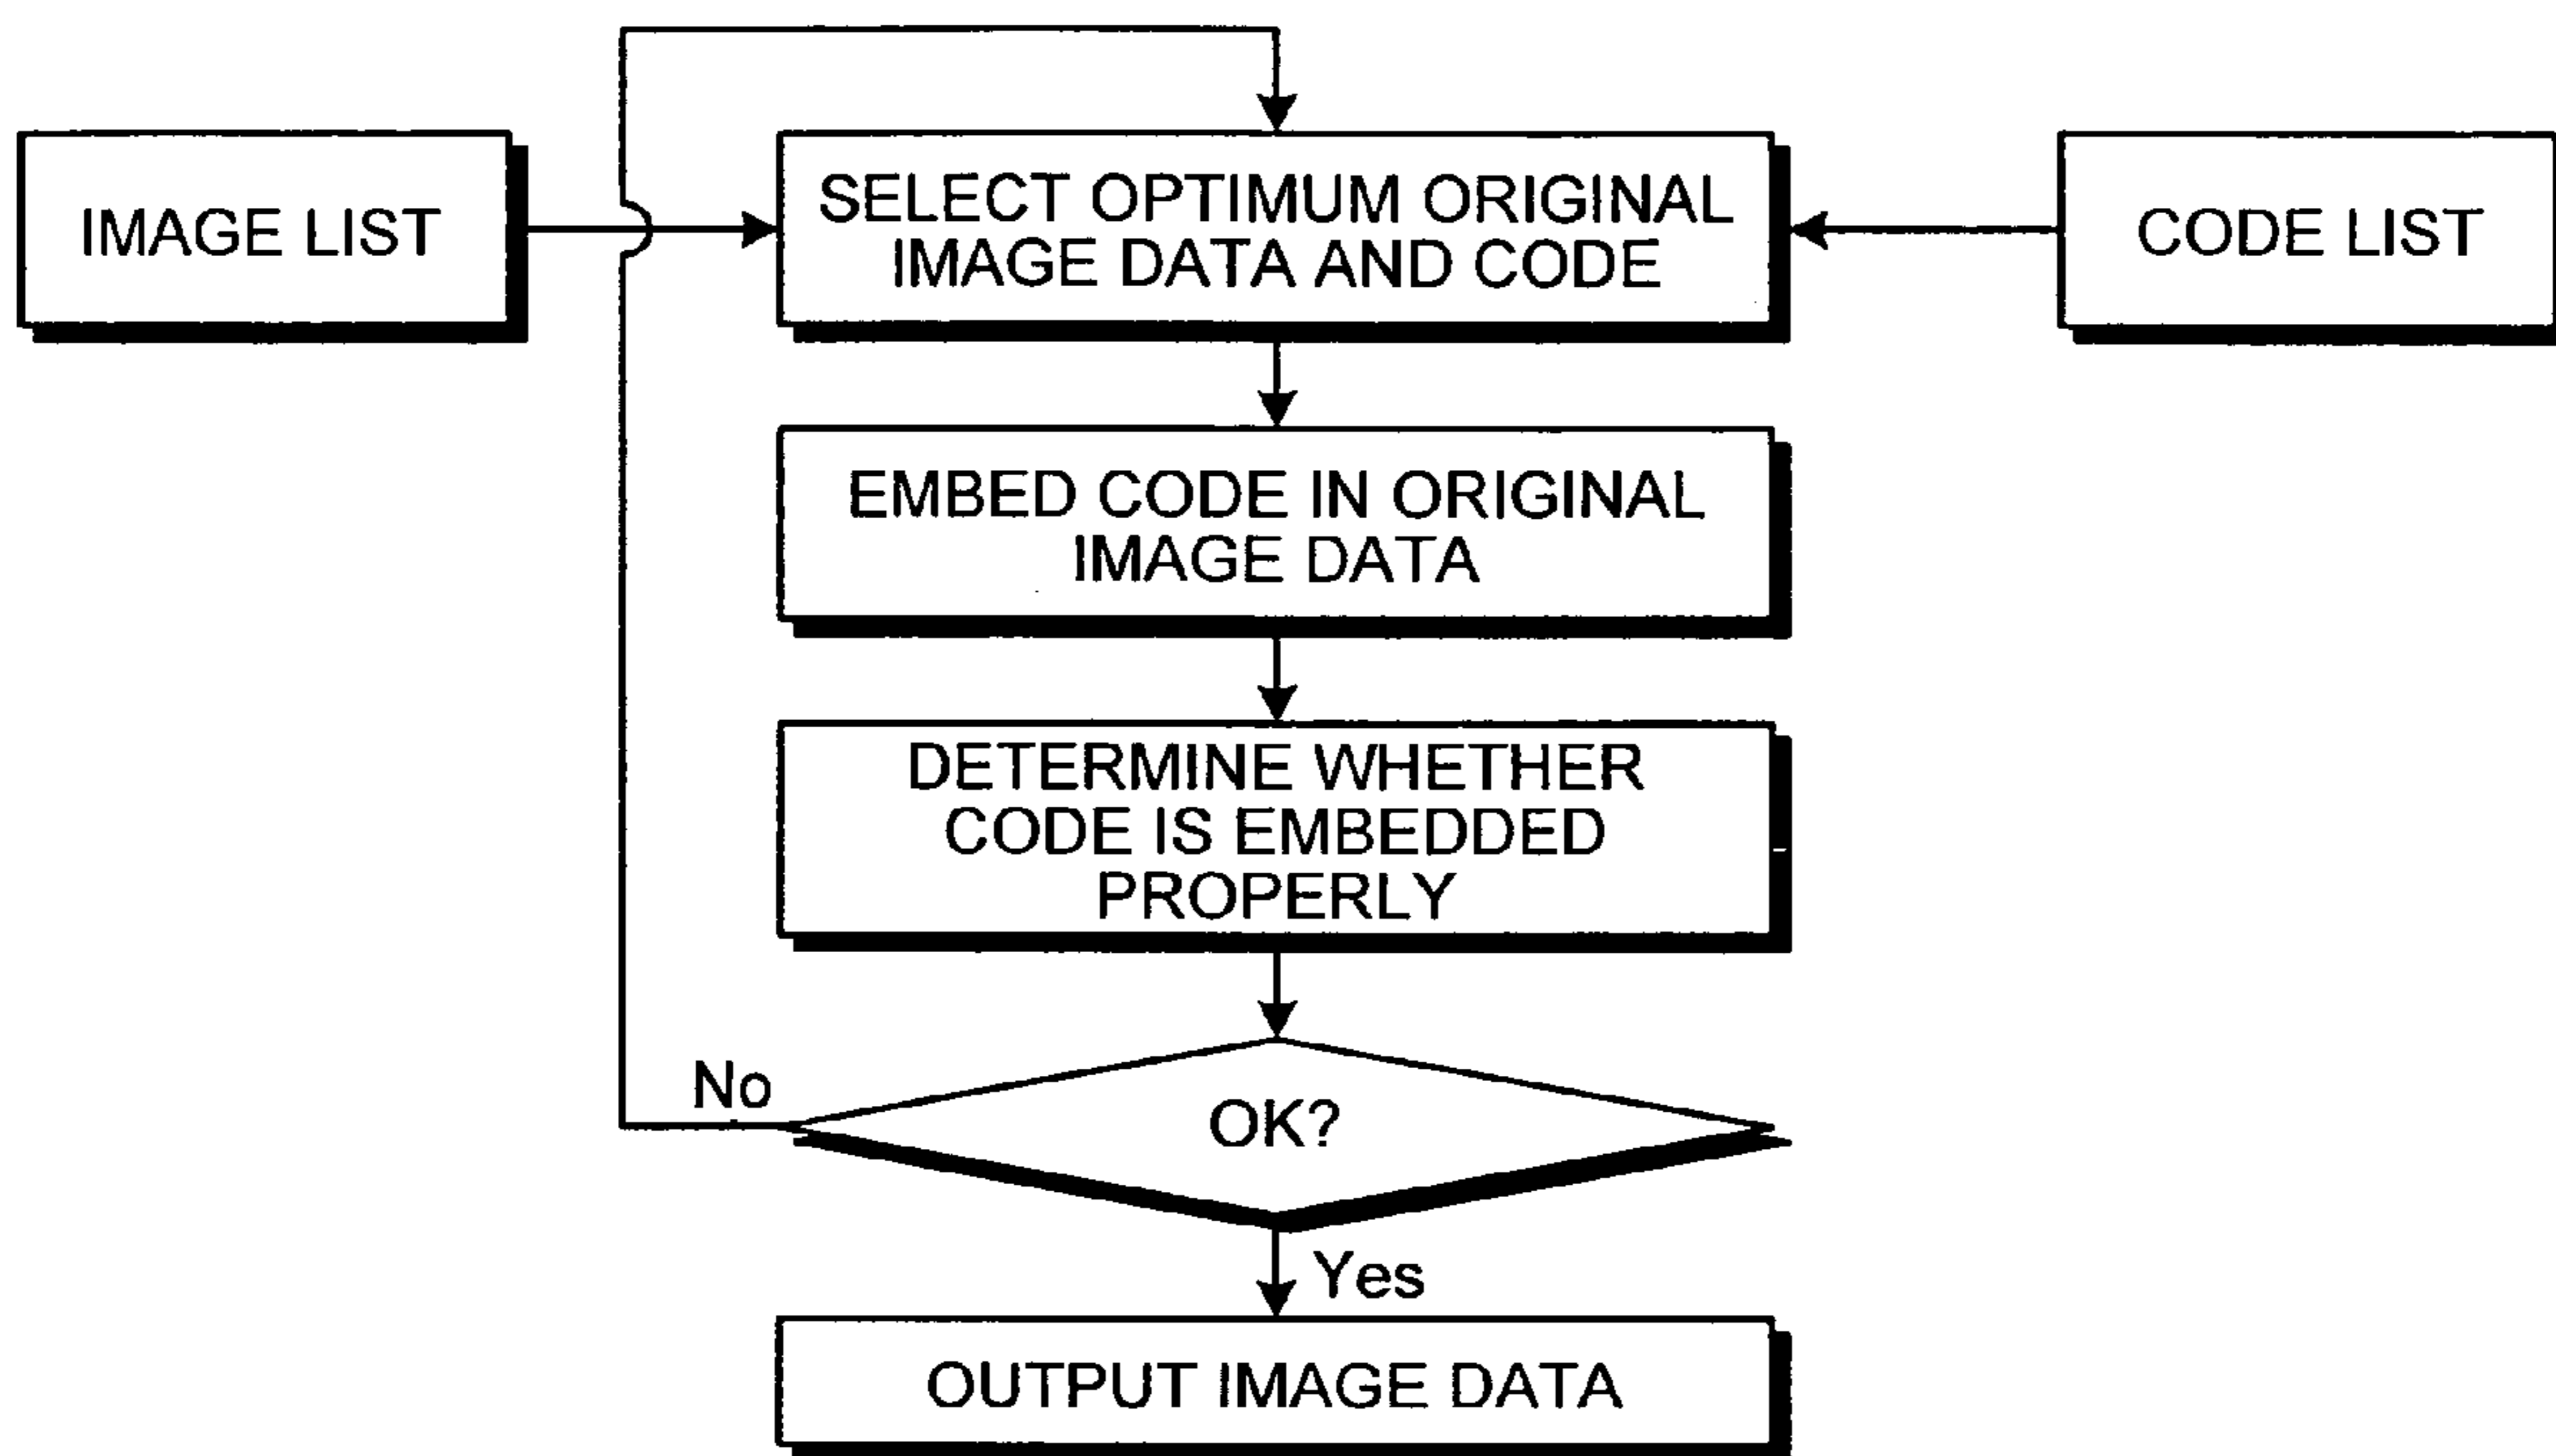 IMAGE LIST
SELECT OPTIMUM ORIGINAL
IMAGE DATA AND CODE
CODE LIST
EMBED CODE IN ORIGINAL
IMAGE DATA
DETERMINE WHETHER
CODE IS EMBEDDED
PROPERLY
No
OK?
Yes
OUTPUT IMAGE DATA